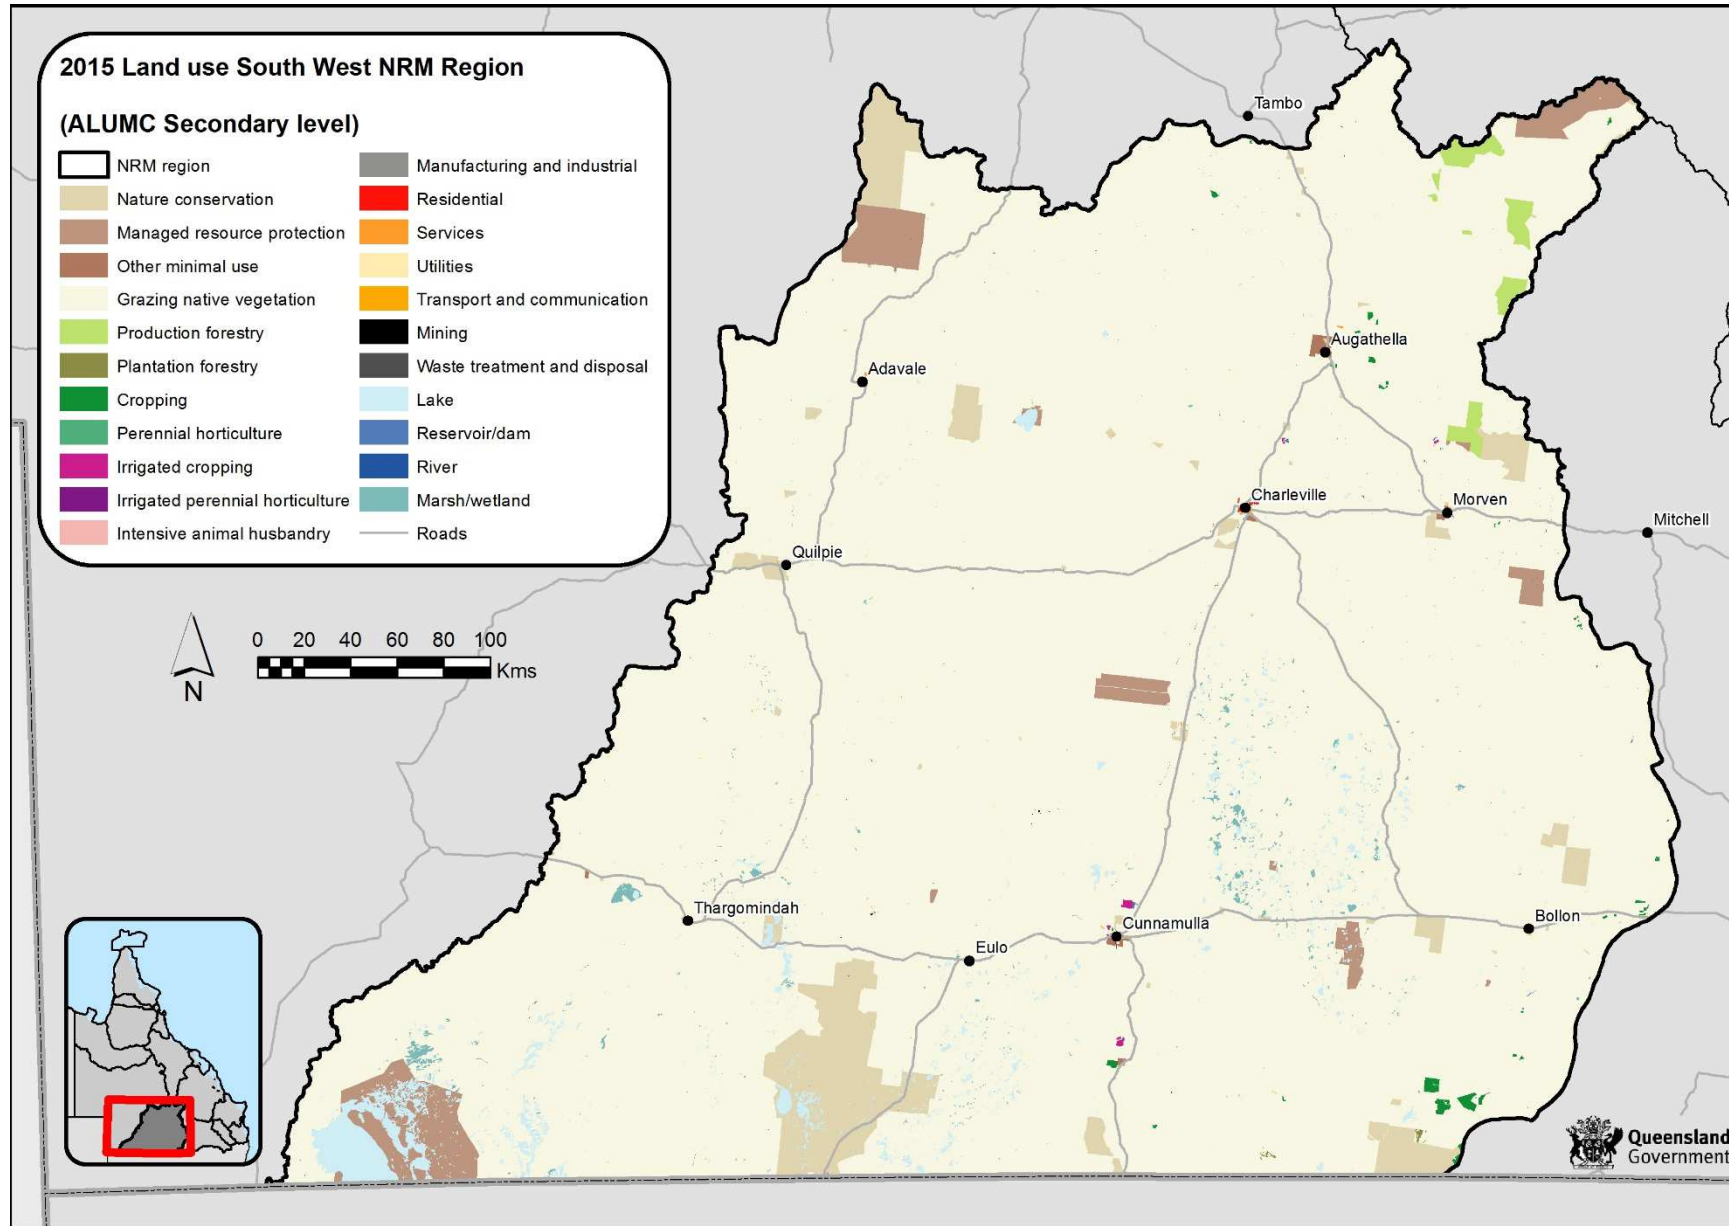 2015 Land use South West NRM Region
(ALUMC Secondary level)
NRM region
Nature conservation
Managed resource protection
Other minimal use
Grazing native vegetation
Production forestry
Plantation forestry
Cropping
Perennial horticulture
Irrigated cropping
Irrigated perennial horticulture
Intensive animal husbandry
Manufacturing and industrial
Residential
Services
Utilities
Transport and communication
Mining
Waste treatment and disposal
Lake
Reservoir/dam
River
Marsh/wetland
Roads
Tambo
Augathella
Adavale
Charleville
Morven
Mitchell
Quilpie
0 20 40 60 80 100
Kms
N
Thargomindah
Cunnamulla
Bollon
Eulo
Queensland
Government